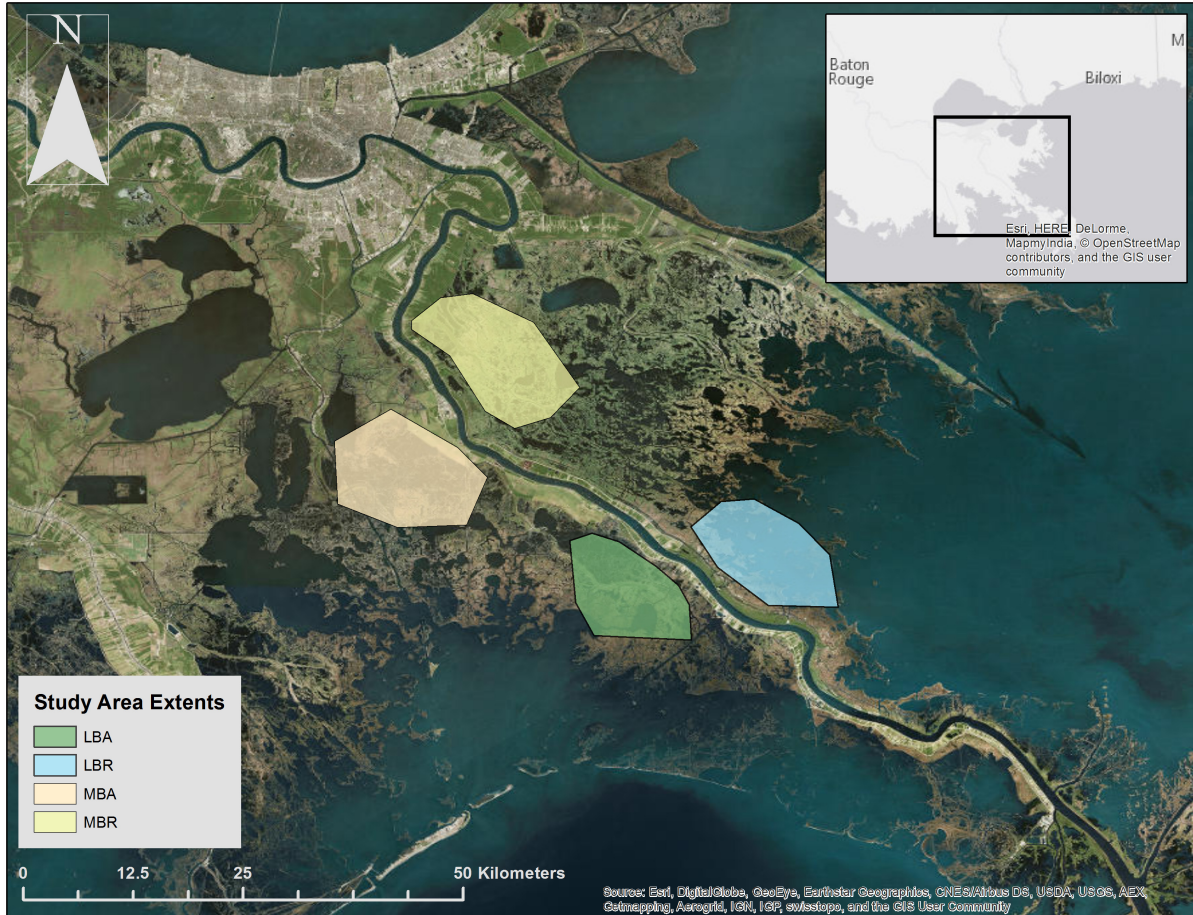 N
Baton
Rouge
M
Biloxi
Esri, HERE, DeLorme,
MapmyIndia, © OpenStreetMap
contributors, and the GIS user
community
Study Area Extents
LBA
LBR
MBA
MBR
0 12.5 25 50 Kilometers
Source: Esri, DigitalGlobe, GeoEye, Earthstar Geographics, CNES/Airbus DS, USDA, USGS, AEX,
Getmapping, Aerogrid, IGN, IGP, swisstopo, and the GIS User Community